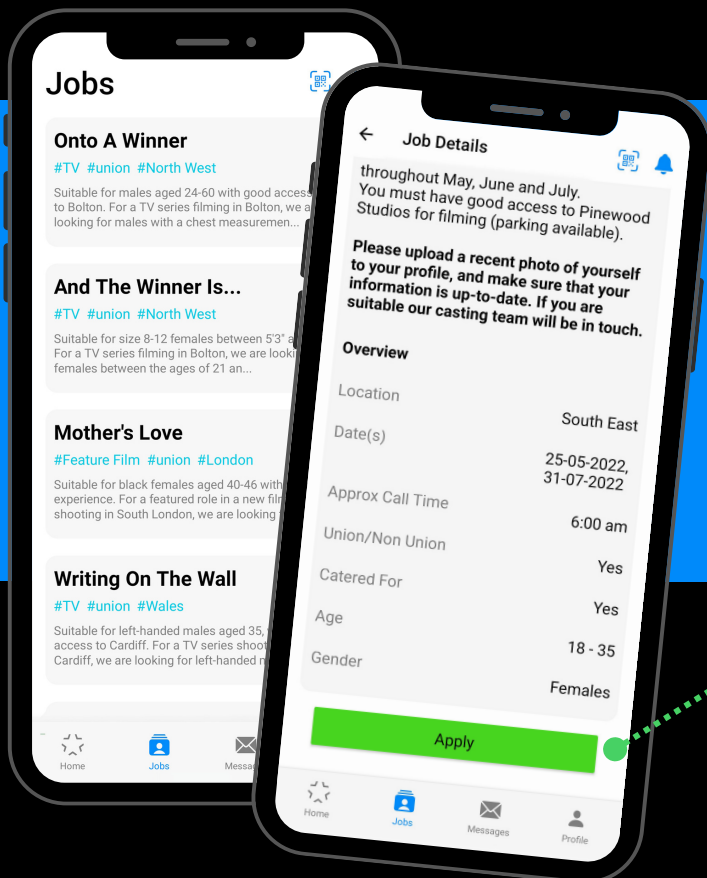 Jobs
Onto A Winner
#TV #union #North West
Suitable for males aged 24-60 with good access
to Bolton. For a TV series filming in Bolton, we a
looking for males with a chest measuremen...
And The Winner Is...
#TV #union #North West
Suitable for size 8-12 females between 5'3" a
For a TV series filming in Bolton, we are looki
females between the ages of 21 an...
Mother's Love
#Feature Film #union #London
Suitable for black females aged 40-46 with
experience. For a featured role in a new film
shooting in South London, we are looking
Writing On The Wall
#TV #union #Wales
Suitable for left-handed males aged 35,
access to Cardiff. For a TV series shoot
Cardiff, we are looking for left-handed m
Home
Jobs
Messa
Job Details
throughout May, June and July.
You must have good access to Pinewood
Studios for filming (parking available).
Please upload a recent photo of yourself
to your profile, and make sure that your
information is up-to-date. If you are
suitable our casting team will be in touch.
Overview
Location
South East
Date(s)
25-05-2022,
31-07-2022
Approx Call Time
6:00 am
Union/Non Union
Yes
Catered For
Yes
Age
18 - 35
Gender
Females
Apply
Home
Jobs
Messages
Profile